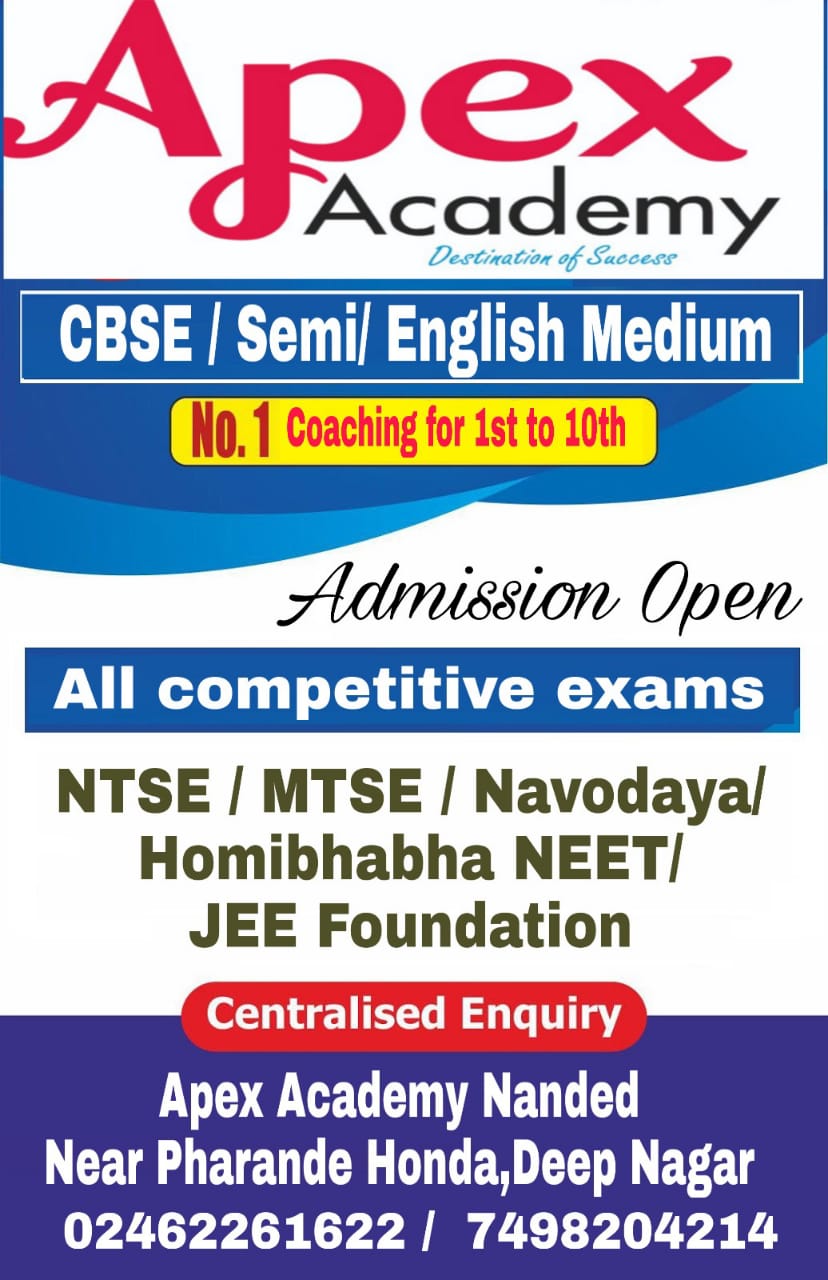 Apex
Academy
Destination of Success
CBSE / Semi/ English Medium
No.1 Coaching for 1st to 10th
Admission Open
All competitive exams
NTSE / MTSE / Navodaya/
Homibhabha NEET/
JEE Foundation
Centralised Enquiry
Apex Academy Nanded
Near Pharande Honda,Deep Nagar
02462261622 / 7498204214